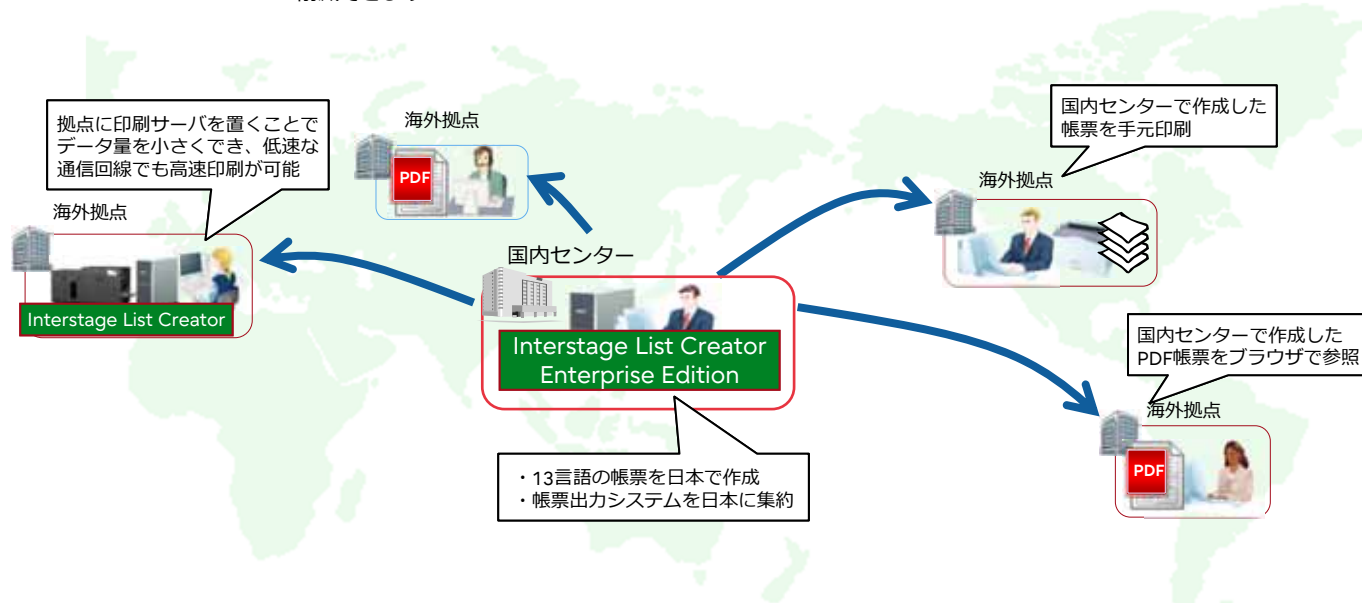 拠点に印刷サーバを置くことで
データ量を小さくでき、低速な
通信回線でも高速印刷が可能
海外拠点
Interstage List Creator
海外拠点
PDF
国内センター
Interstage List Creator
Enterprise Edition
・13言語の帳票を日本で作成
・帳票出力システムを日本に集約
国内センターで作成した
帳票を手元印刷
海外拠点
国内センターで作成した
PDF帳票をブラウザで参照
海外拠点
PDF